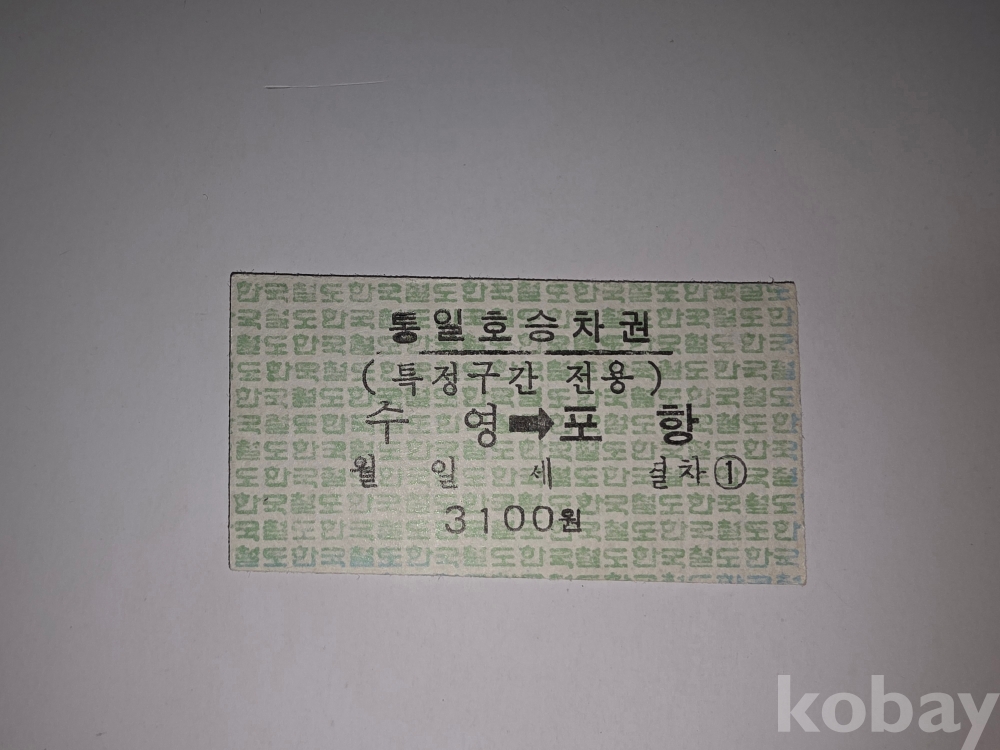 통일호승차권
(특정구간 전용)
수 영➡포 항
월 일 제 열차①
3100원
kobay